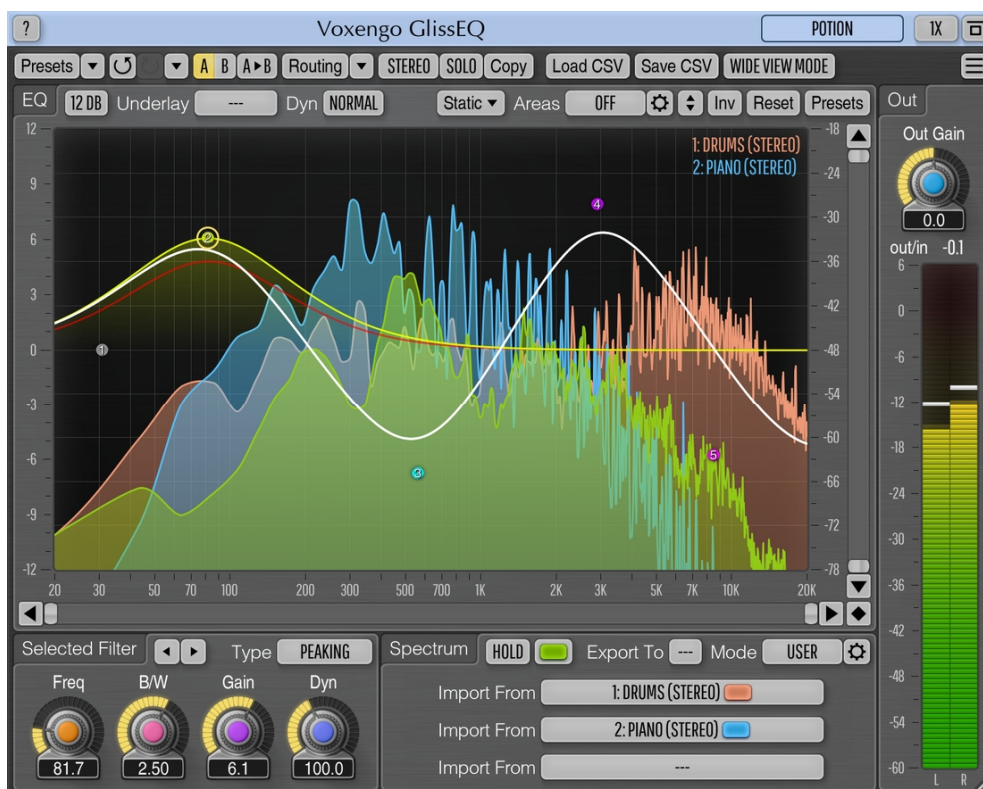 ? Voxengo GlissEQ POTION 1X
Presets A B A▸B Routing STEREO SOLO Copy Load CSV Save CSV WIDE VIEW MODE
EQ 12 DB Underlay --- Dyn NORMAL Static Areas OFF Inv Reset Presets Out
12 -18
1: DRUMS (STEREO) Out Gain
2: PIANO (STEREO)
9 -24
4 -30 0.0
6 2 out/in -0.1
-36 6
3 -42 0
1 0 -48 -6
-3 -54 -12
-6 3 5 -60 -18
-66 -24
-9 -72 -30
-12 -78
20 30 50 70 100 200 300 500 700 1K 2K 3K 5K 7K 10K 20K -36
-42
Selected Filter Type PEAKING Spectrum HOLD Export To --- Mode USER
Freq B/W Gain Dyn -48
Import From 1: DRUMS (STEREO)
Import From 2: PIANO (STEREO) -54
81.7 2.50 6.1 100.0 Import From --- -60
L R